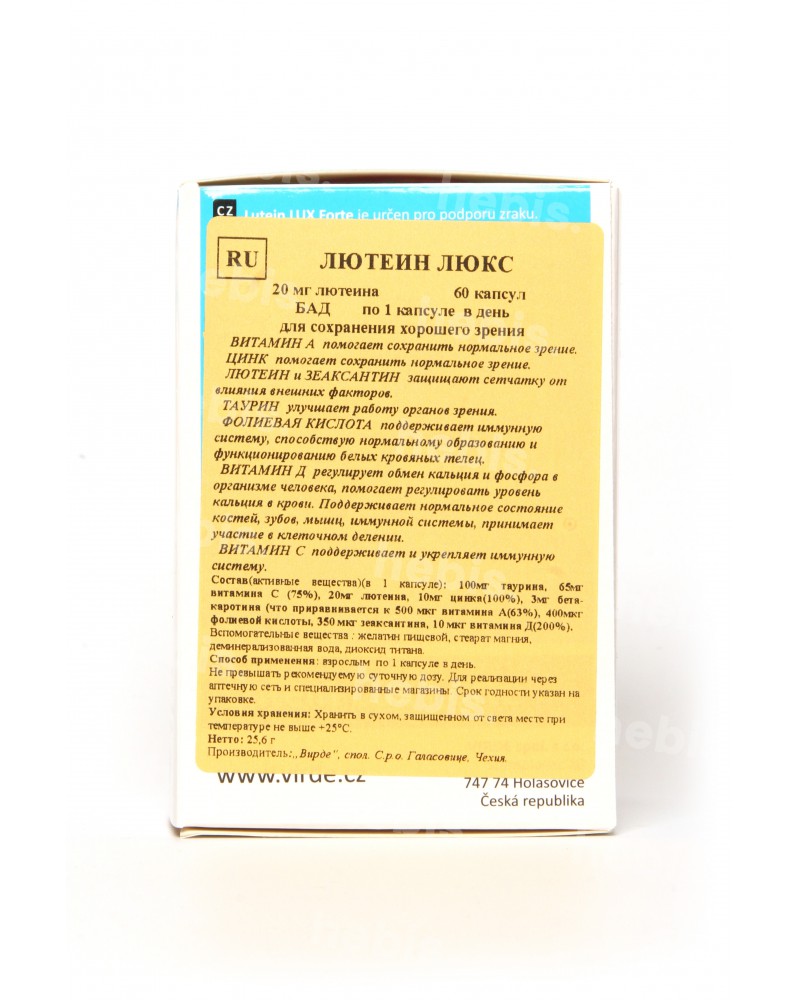 CZ Lutein LUX Forte je určen pro podporu zraku.
RU
ЛЮТЕИН ЛЮКС
20 мг лютеина 60 капсул
БАД по 1 капсуле в день
для сохранения хорошего зрения
ВИТАМИН А помогает сохранить нормальное зрение.
ЦИНК помогает сохранить нормальное зрение.
ЛЮТЕИН и ЗЕАКСАНТИН защищают сетчатку от
влияния внешних факторов.
ТАУРИН улучшает работу органов зрения.
ФОЛИЕВАЯ КИСЛОТА поддерживает иммунную
систему, способствую нормальному образованию и
функционированию белых кровяных телец.
ВИТАМИН Д регулирует обмен кальция и фосфора в
организме человека, помогает регулировать уровень
кальция в крови. Поддерживает нормальное состояние
костей, зубов, мышц, иммунной системы, принимает
участие в клеточном делении.
ВИТАМИН С поддерживает и укрепляет иммунную
систему.
Состав(активные вещества)(в 1 капсуле): 100мг таурина, 65мг
витамина С (75%), 20мг лютеина, 10мг цинка(100%), 3мг бета-
каротина (что приравнивается к 500 мкг витамина А(63%), 400мкг
фолиевой кислоты, 350 мкг зеаксантина, 10 мкг витамина Д(200%).
Вспомогательные вещества : желатин пищевой, стеарат магния,
деминерализованная вода, диоксид титана.
Способ применения: взрослым по 1 капсуле в день.
Не превышать рекомендуемую суточную дозу. Для реализации через
аптечную сеть и специализированные магазины. Срок годности указан на
упаковке.
Условия хранения: Хранить в сухом, защищенном от света месте при
температуре не выше +25°С.
Нетто: 25,6 г
Производитель:,,Вирде", спол. С.р.о. Галасовице, Чехия.
www.virde.cz
747 74 Holasovice
Česká republika
hebis.